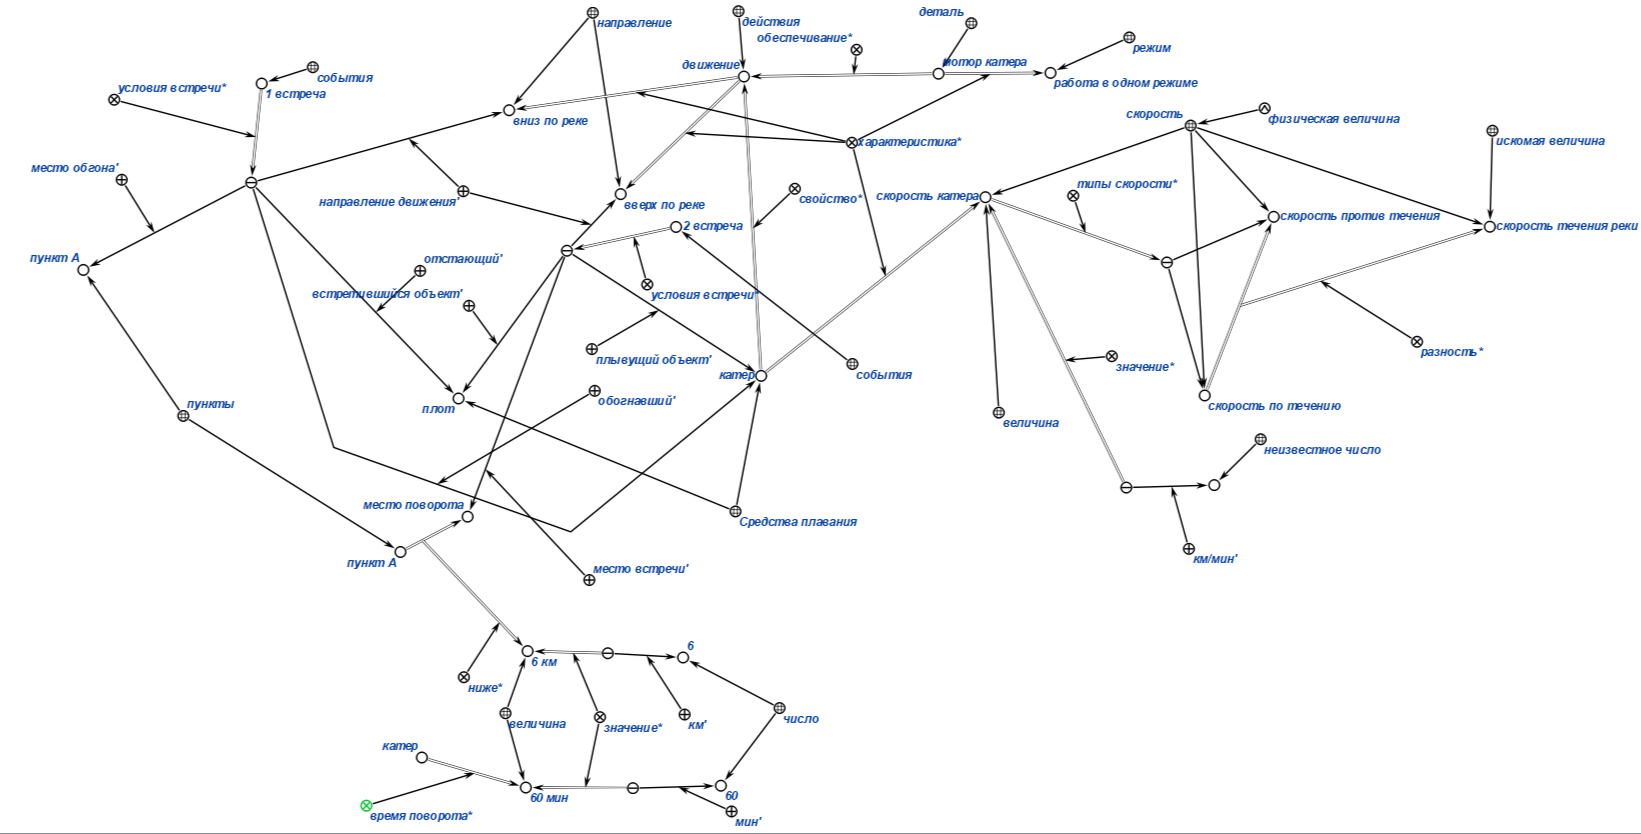 деталь
направление
действия
обеспечивание*
режим
движение
мотор катера
события
работа в одном режиме
условия встречи*
1 встреча
вниз по реке
скорость
физическая величина
характеристика*
искомая величина
место обгона'
типы скорости*
направление движения'
вверх по реке
свойство*
скорость катера
скорость против течения
2 встреча
скорость течения реки
пункт А
отстающий'
встретившийся объект'
условия встречи*
плывущий объект'
катер
события
значение*
разность*
пункты
плот
обогнавший'
скорость по течению
величина
неизвестное число
место поворота
Средства плавания
пункт А
место встречи'
км/мин'
6
6 км
ниже*
величина
значение*
км'
число
катер
60 мин
60
время поворота*
мин'